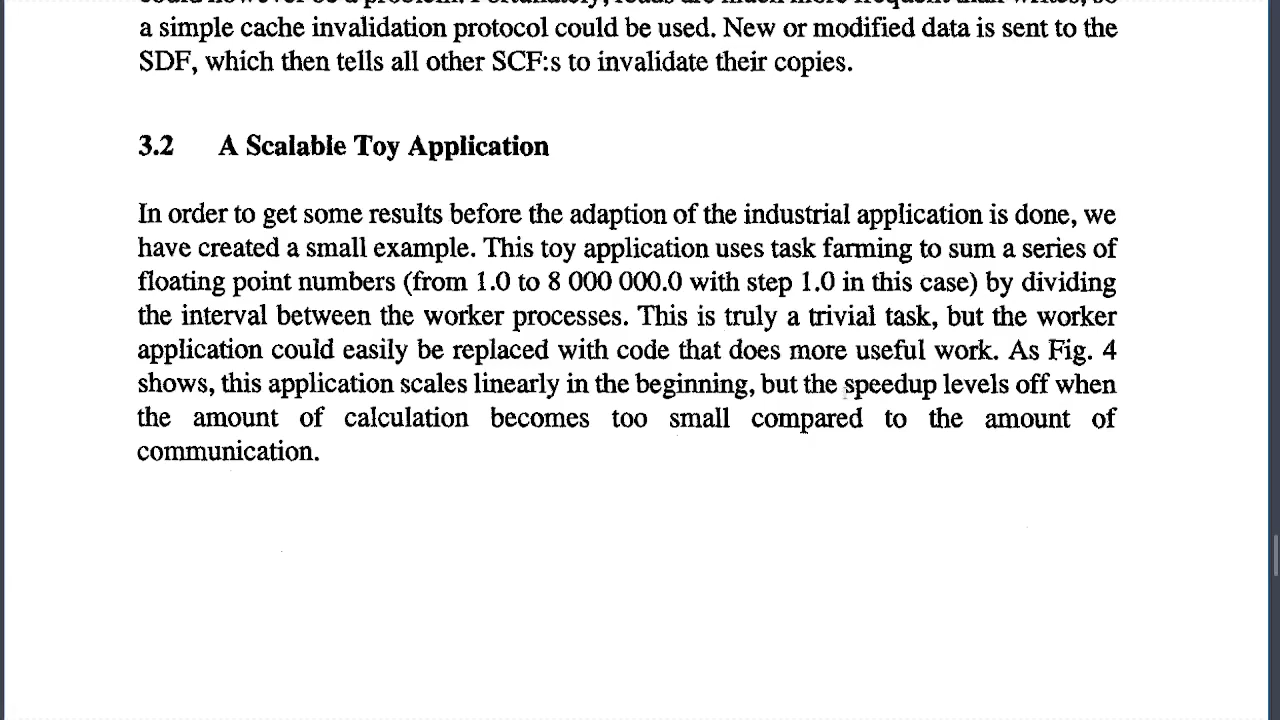 a simple cache invalidation protocol could be used. New or modified data is sent to the
SDF, which then tells all other SCF:s to invalidate their copies.
3.2 A Scalable Toy Application
In order to get some results before the adaption of the industrial application is done, we
have created a small example. This toy application uses task farming to sum a series of
floating point numbers (from 1.0 to 8 000 000.0 with step 1.0 in this case) by dividing
the interval between the worker processes. This is truly a trivial task, but the worker
application could easily be replaced with code that does more useful work. As Fig. 4
shows, this application scales linearly in the beginning, but the speedup levels off when
the amount of calculation becomes too small compared to the amount of
communication.